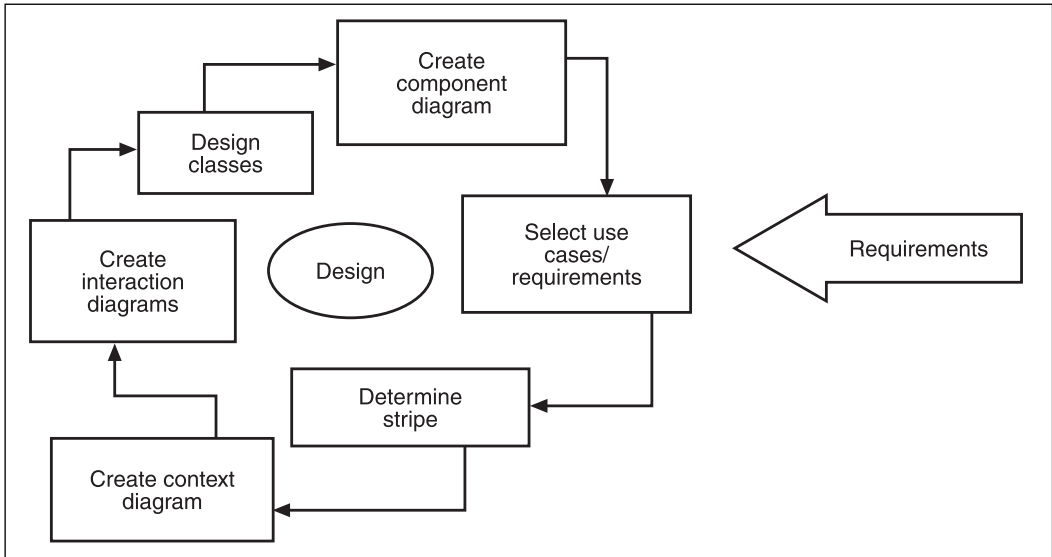 Create
component
diagram
Design
classes
Select use
cases/
requirements
Requirements
Create
interaction
diagrams
Design
Determine
stripe
Create context
diagram